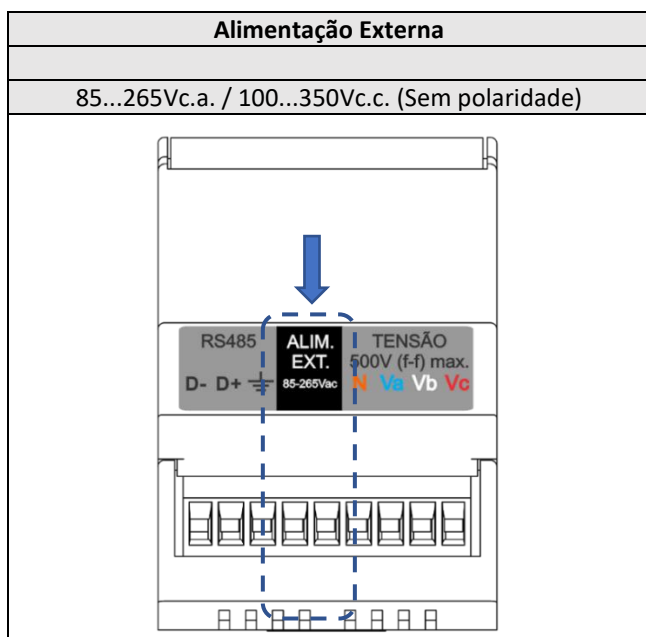 Alimentação Externa
85...265Vc.a. / 100...350Vc.c. (Sem polaridade)
RS485 ALIM. TENSÃO
EXT. 500V (f-f) max.
D- D+ 85-265Vac N Va Vb Vc